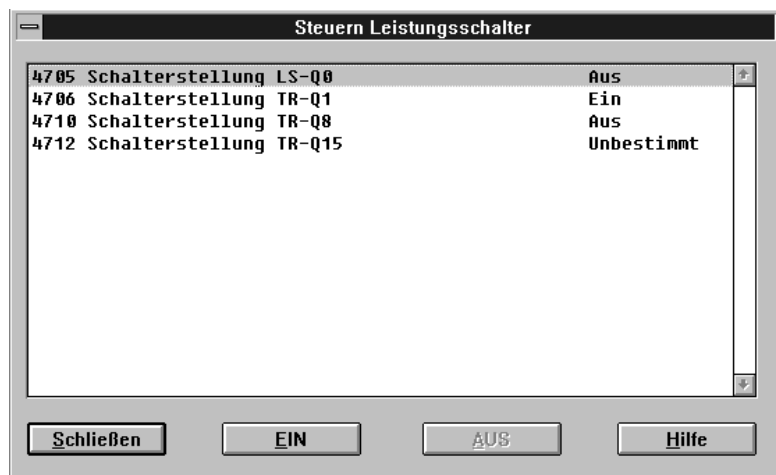 Steuern Leistungsschalter
4705 Schalterstellung LS-Q0 Aus
4706 Schalterstellung TR-Q1 Ein
4710 Schalterstellung TR-Q8 Aus
4712 Schalterstellung TR-Q15 Unbestimmt
Schließen EIN AUS Hilfe